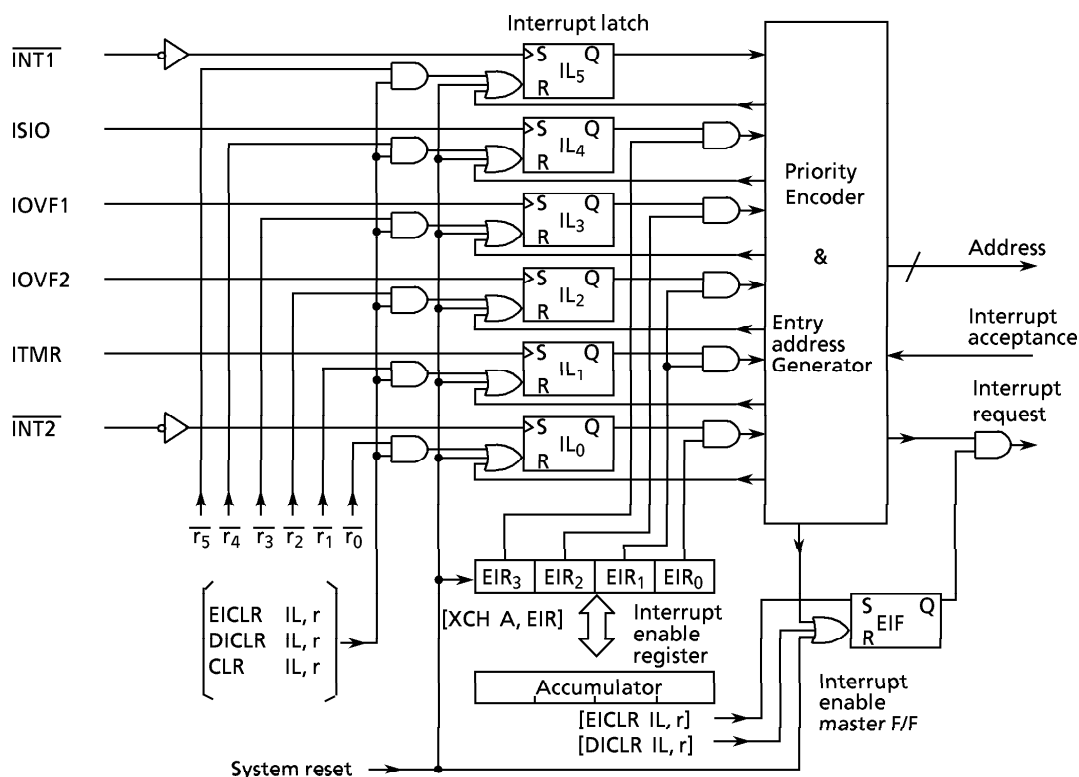 Interrupt latch
INT1
S Q
IL5
R
ISIO
S Q
IL4
R
IOVF1
S Q
IL3
R
IOVF2
S Q
IL2
R
ITMR
S Q
IL1
R
INT2
S Q
IL0
R
Priority
Encoder
&
Entry
address
Generator
Address
Interrupt
acceptance
Interrupt
request
r5 r4 r3 r2 r1 r0
EIR3 EIR2 EIR1 EIR0
[XCH A, EIR]
Interrupt
enable
register
EICLR IL, r
DICLR IL, r
CLR IL, r
S Q
EIF
R
Accumulator
Interrupt
enable
master F/F
[EICLR IL, r]
[DICLR IL, r]
System reset